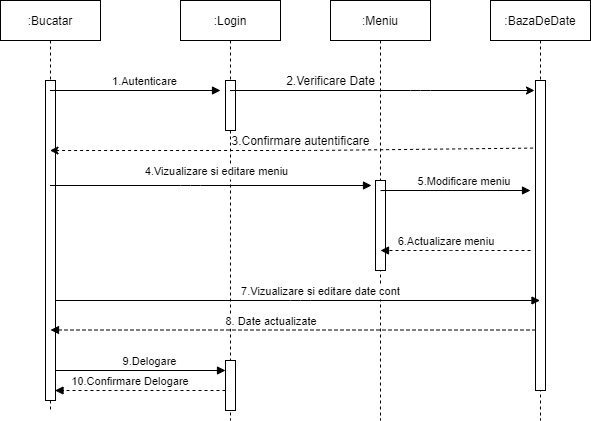 :Bucatar
:Login
:Meniu
:BazaDeDate
1.Autenticare
2.Verificare Date
3.Confirmare autentificare
4.Vizualizare si editare meniu
5.Modificare meniu
6.Actualizare meniu
7.Vizualizare si editare date cont
8. Date actualizate
9.Delogare
10.Confirmare Delogare